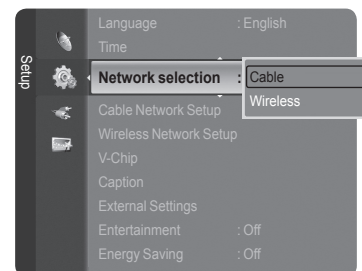 Setup
Language : English
Time
Network selection : Cable
Wireless
Cable Network Setup
Wireless Network Setup
V-Chip
Caption
External Settings
Entertainment : Off
Energy Saving : Off